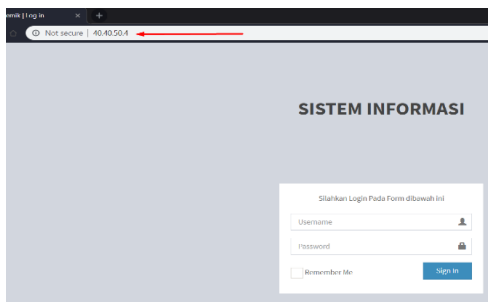 emik | Log in
Not secure | 40.40.50.4
SISTEM INFORMASI
Silahkan Login Pada Form dibawah Ini
Username
Password
Remember Me
Sign In